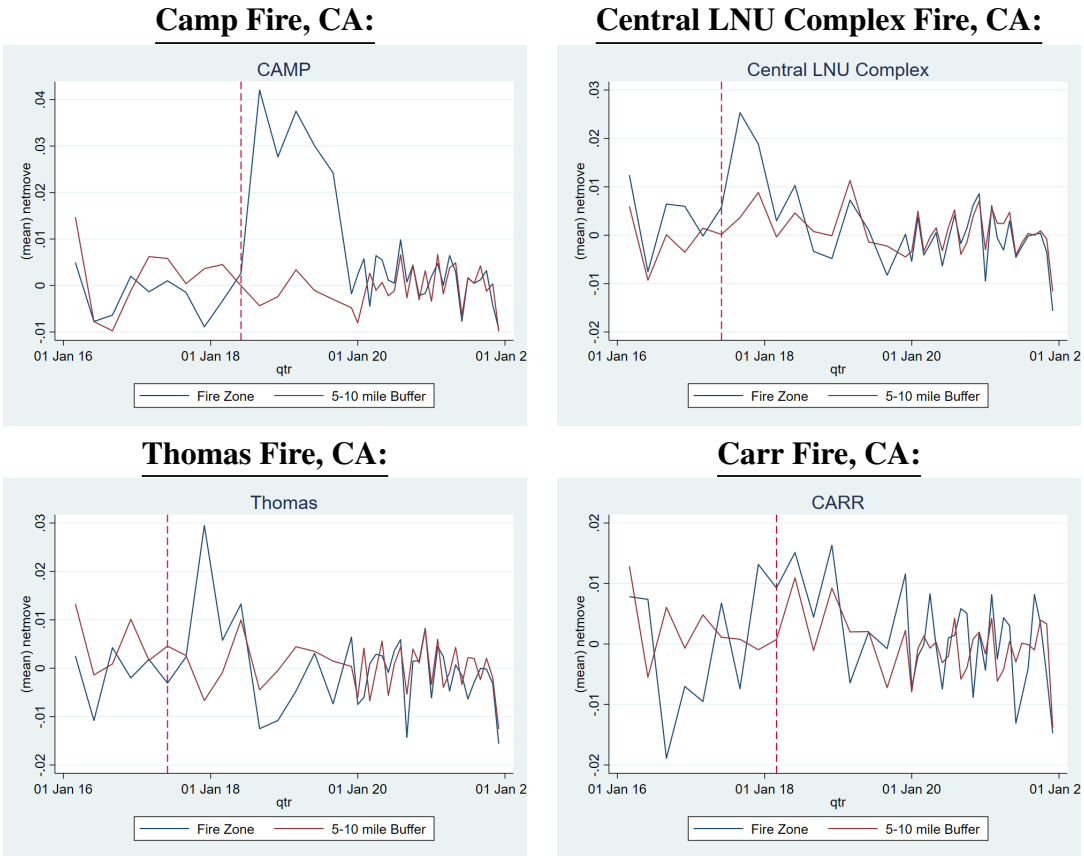 Camp Fire, CA:
CAMP
(mean) netmove
.04
.03
.02
.01
0
-.01
01 Jan 16
01 Jan 18
01 Jan 20
01 Jan 2
qtr
Fire Zone
5-10 mile Buffer
Central LNU Complex Fire, CA:
Central LNU Complex
(mean) netmove
.03
.02
.01
0
-.01
-.02
01 Jan 16
01 Jan 18
01 Jan 20
01 Jan 2
qtr
Fire Zone
5-10 mile Buffer
Thomas Fire, CA:
Thomas
(mean) netmove
.03
.02
.01
0
-.01
-.02
01 Jan 16
01 Jan 18
01 Jan 20
01 Jan 2
qtr
Fire Zone
5-10 mile Buffer
Carr Fire, CA:
CARR
(mean) netmove
.02
.01
0
-.01
-.02
01 Jan 16
01 Jan 18
01 Jan 20
01 Jan 2
qtr
Fire Zone
5-10 mile Buffer